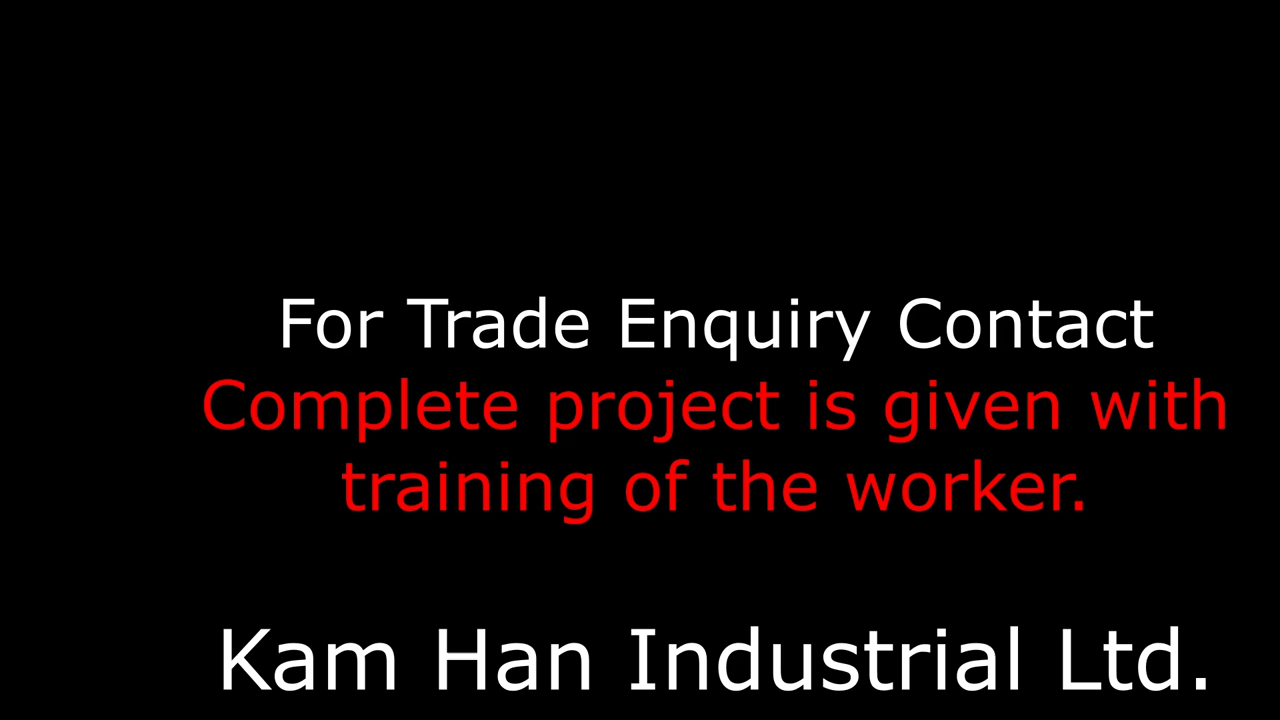 For Trade Enquiry Contact
Complete project is given with
training of the worker.
Kam Han Industrial Ltd.